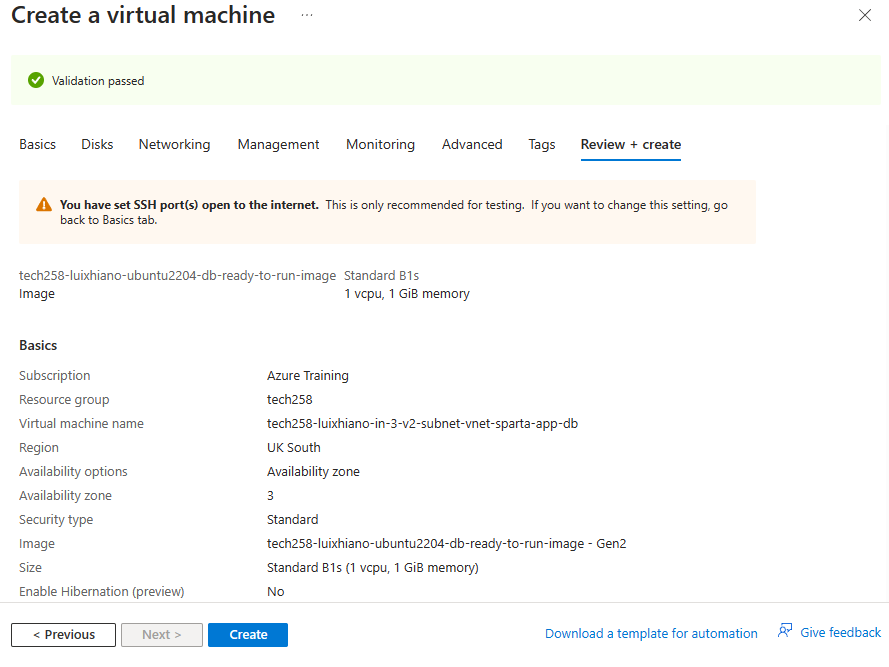 Create a virtual machine ...
Validation passed
Basics Disks Networking Management Monitoring Advanced Tags Review + create
You have set SSH port(s) open to the internet. This is only recommended for testing. If you want to change this setting, go
back to Basics tab.
tech258-luixhiano-ubuntu2204-db-ready-to-run-image Standard B1s
Image 1 vcpu, 1 GiB memory
Basics
Subscription Azure Training
Resource group tech258
Virtual machine name tech258-luixhiano-in-3-v2-subnet-vnet-sparta-app-db
Region UK South
Availability options Availability zone
Availability zone 3
Security type Standard
Image tech258-luixhiano-ubuntu2204-db-ready-to-run-image - Gen2
Size Standard B1s (1 vcpu, 1 GiB memory)
Enable Hibernation (preview) No
< Previous Next > Create Download a template for automation Give feedback